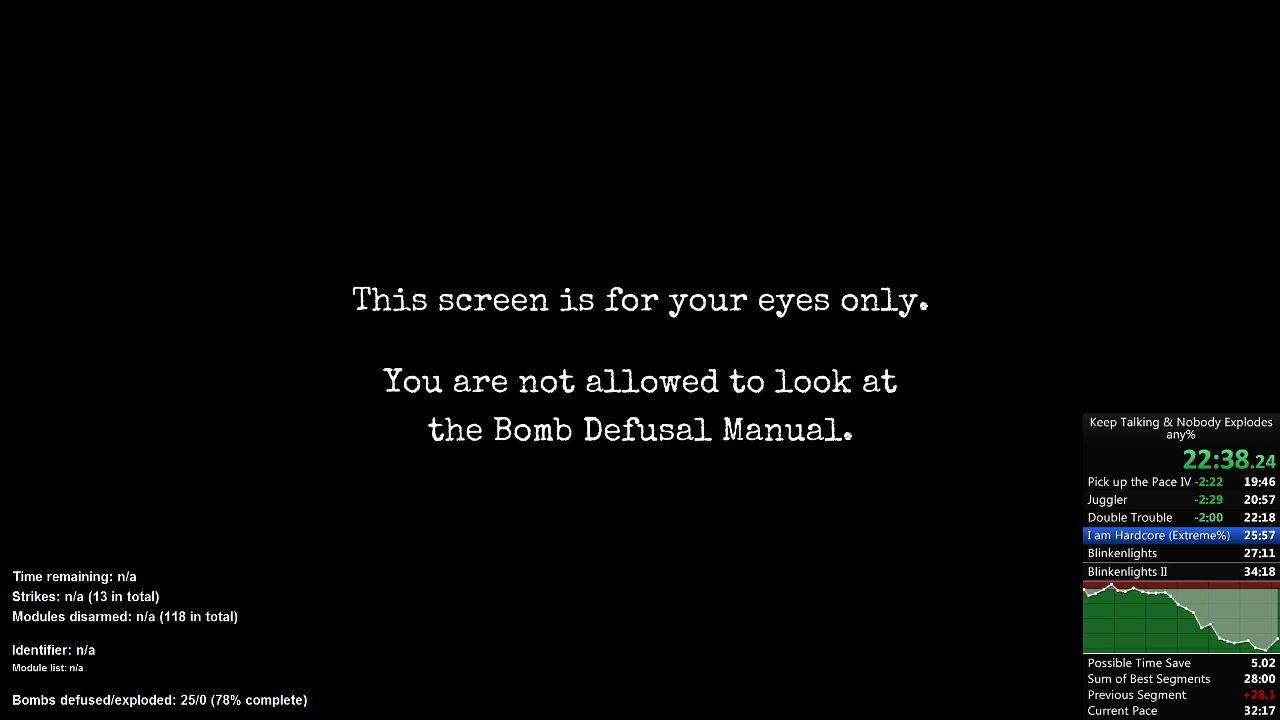 This screen is for your eyes only.
You are not allowed to look at
the Bomb Defusal Manual.
Keep Talking & Nobody Explodes
any%
22:38.24
Pick up the Pace IV -2:22 19:46
Juggler -2:29 20:57
Double Trouble -2:00 22:18
I am Hardcore (Extreme%) 25:57
Blinkenlights 27:11
Blinkenlights II 34:18
Possible Time Save 5.02
Sum of Best Segments 28:00
Previous Segment +28.1
Current Pace 32:17
Time remaining: n/a
Strikes: n/a (13 in total)
Modules disarmed: n/a (118 in total)
Identifier: n/a
Module list: n/a
Bombs defused/exploded: 25/0 (78% complete)